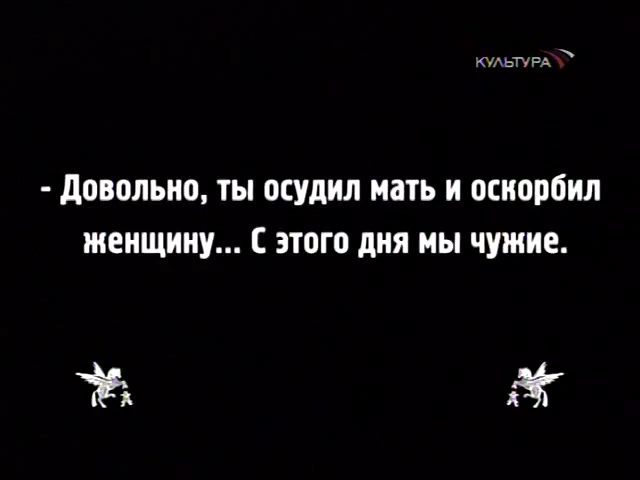 КУЛЬТУРА
- Довольно, ты осудил мать и оскорбил
женщину... С этого дня мы чужие.